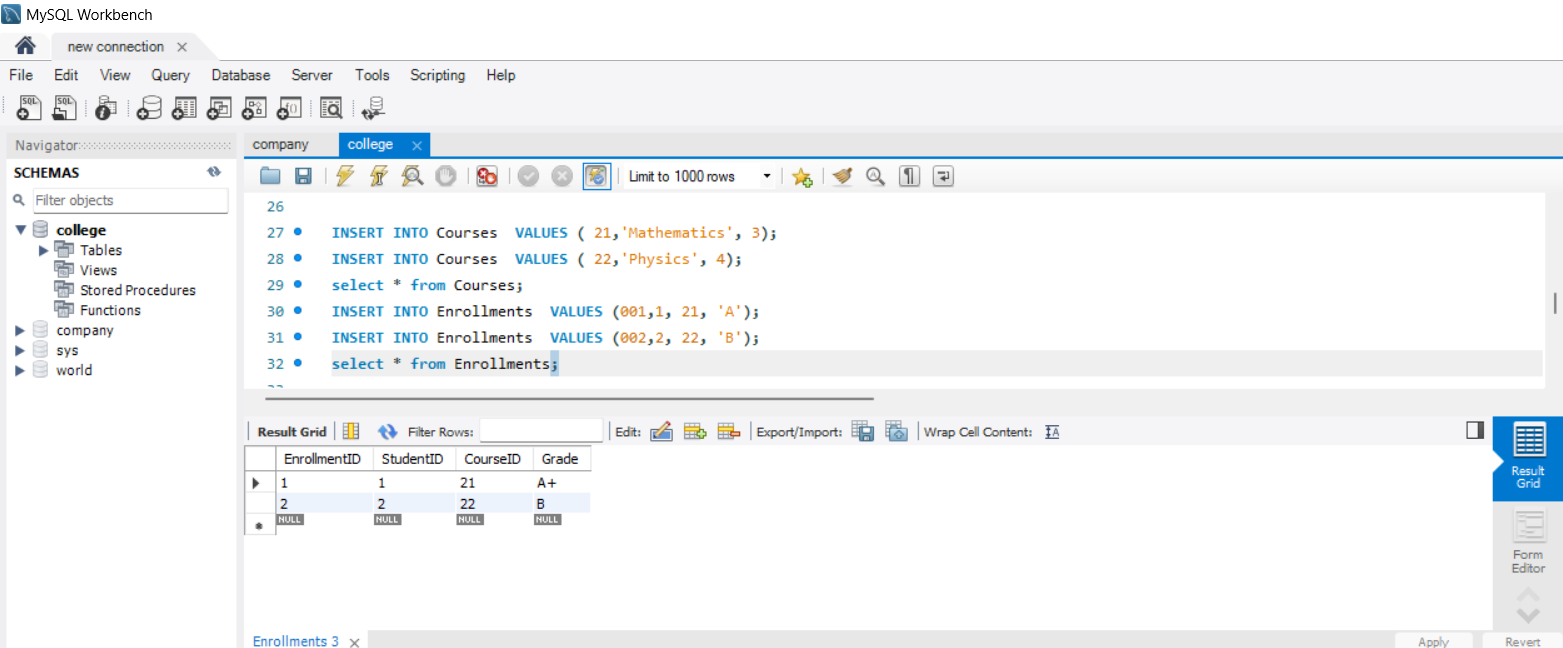 MySQL Workbench
new connection
File Edit View Query Database Server Tools Scripting Help
SQL SQL
Navigator
SCHEMAS
Filter objects
college
Tables
Views
Stored Procedures
Functions
company
sys
world
company college
Limit to 1000 rows
26
27 INSERT INTO Courses VALUES ( 21,'Mathematics', 3);
28 INSERT INTO Courses VALUES ( 22,'Physics', 4);
29 select * from Courses;
30 INSERT INTO Enrollments VALUES (001,1, 21, 'A');
31 INSERT INTO Enrollments VALUES (002,2, 22, 'B');
32 select * from Enrollments;
Result Grid Filter Rows: Edit: Export/Import: Wrap Cell Content:
EnrollmentID StudentID CourseID Grade
1 1 21 A+
2 2 22 B
NULL NULL NULL NULL
Result
Grid
Form
Editor
Enrollments 3
Apply Revert